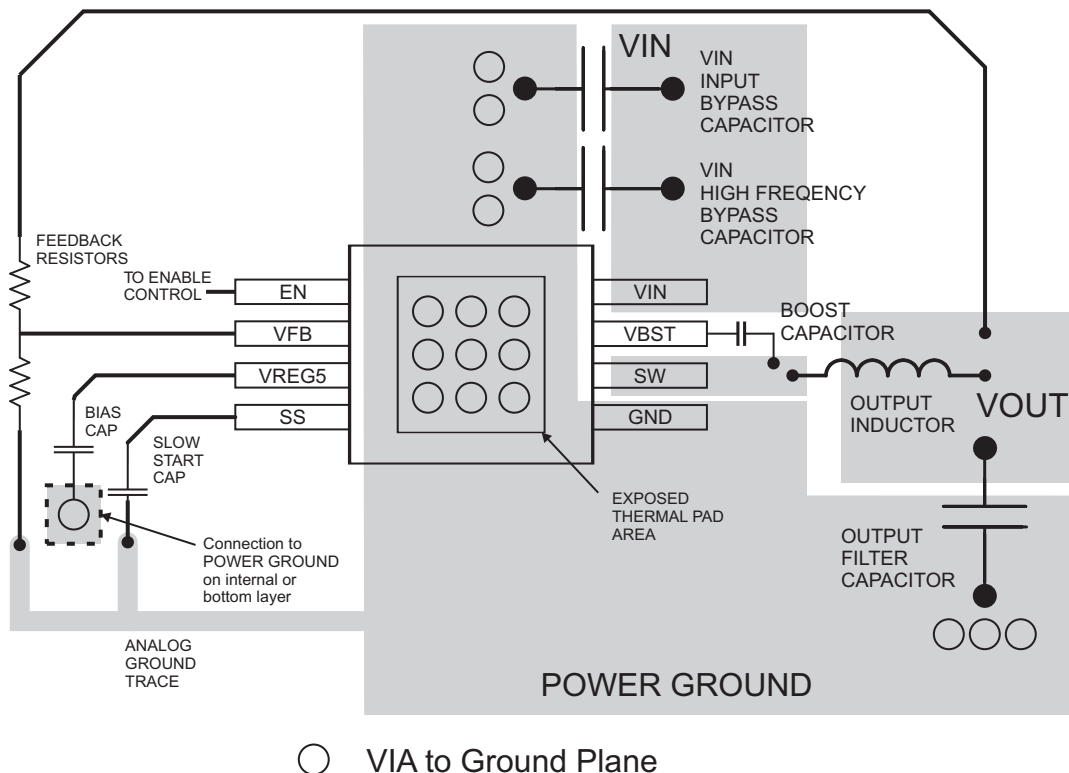 VIN
VIN
INPUT
BYPASS
CAPACITOR
VIN
HIGH FREQENCY
BYPASS
CAPACITOR
FEEDBACK
RESISTORS
TO ENABLE
CONTROL
EN
VFB
VREG5
SS
VIN
VBST
SW
GND
BOOST
CAPACITOR
OUTPUT
INDUCTOR
VOUT
BIAS
CAP
SLOW
START
CAP
EXPOSED
THERMAL PAD
AREA
Connection to
POWER GROUND
on internal or
bottom layer
OUTPUT
FILTER
CAPACITOR
ANALOG
GROUND
TRACE
POWER GROUND
VIA to Ground Plane